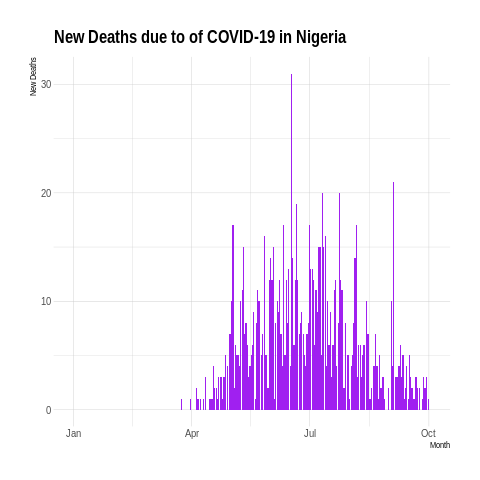 New Deaths due to of COVID-19 in Nigeria
New Deaths
30
20
10
0
Jan Apr Jul Oct
Month